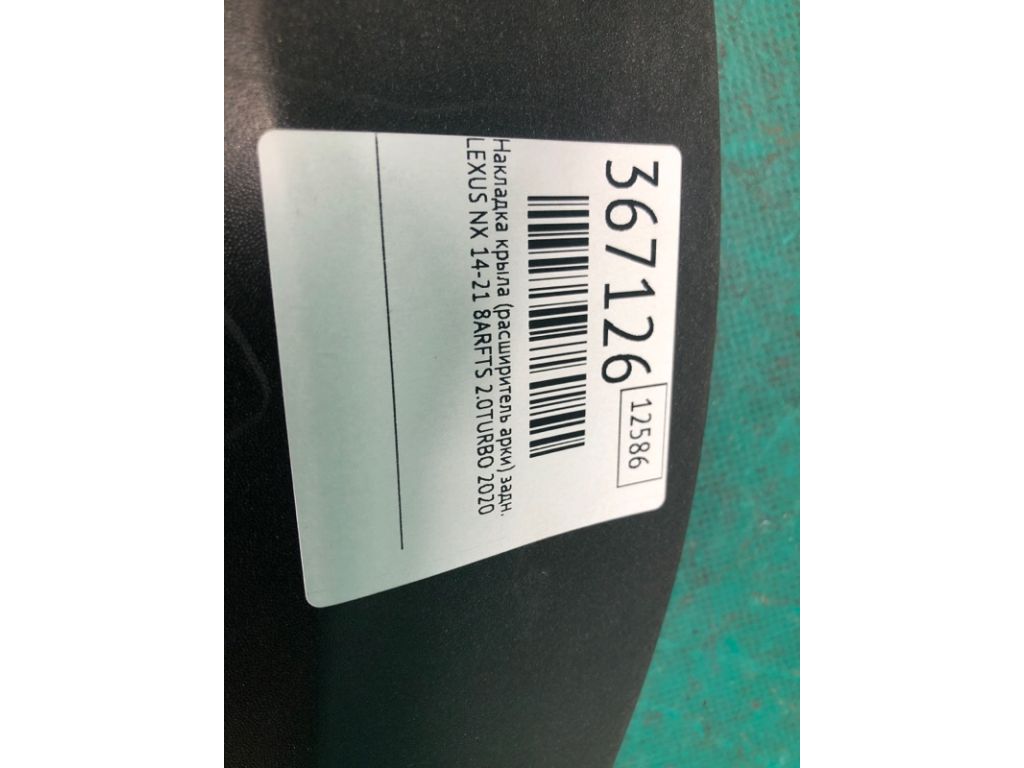 367126
12586
Накладка крыла (расширитель арки) задн.
LEXUS NX 14-21 8ARFTS 2.0TURBO 2020